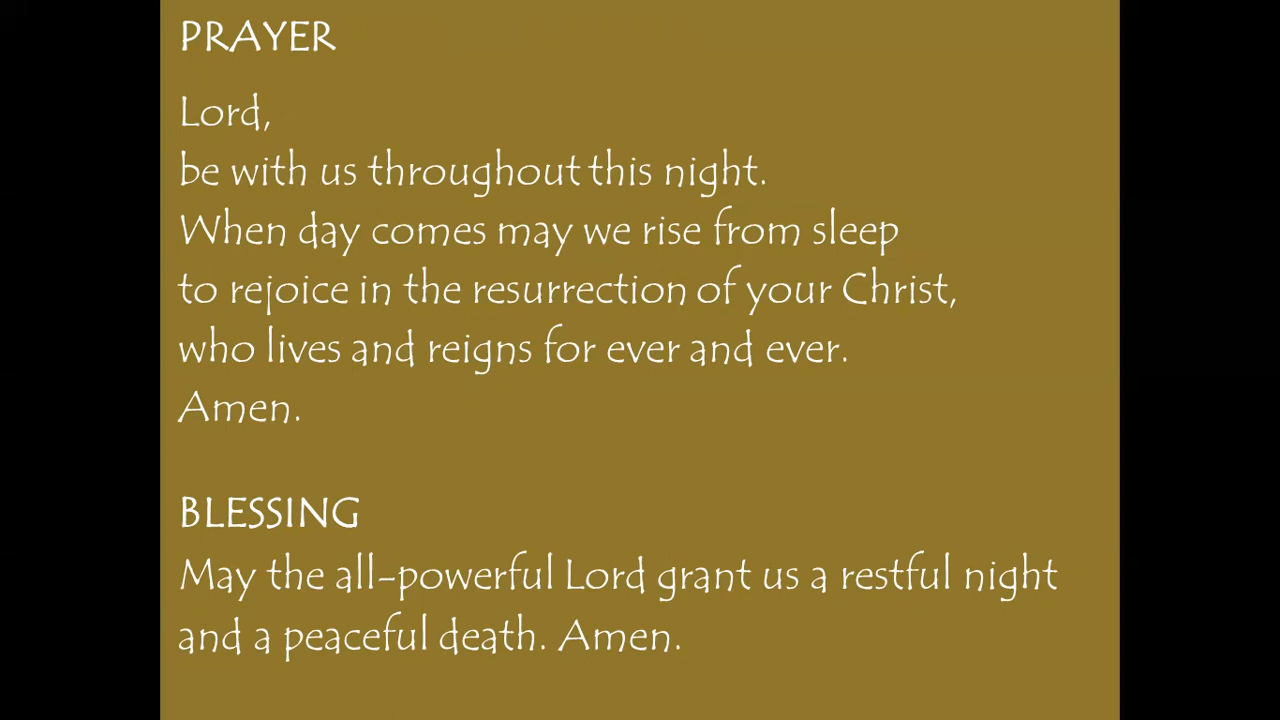 PRAYER
Lord,
be with us throughout this night.
When day comes may we rise from sleep
to rejoice in the resurrection of your Christ,
who lives and reigns for ever and ever.
Amen.
BLESSING
May the all-powerful Lord grant us a restful night
and a peaceful death. Amen.